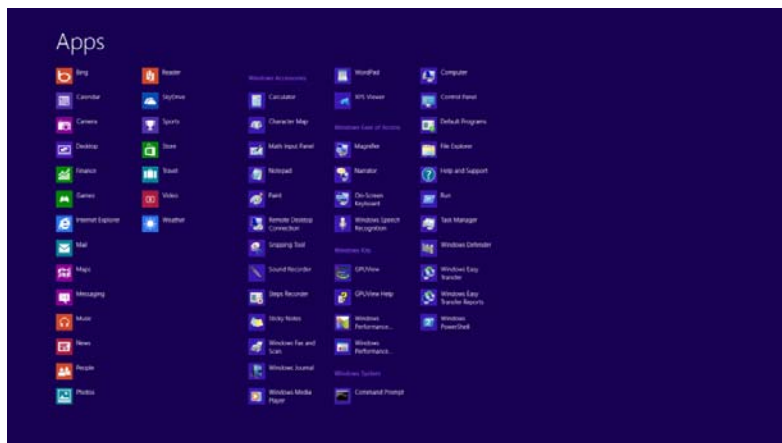 Apps
Bing
Calendar
Camera
Desktop
Finance
Games
Internet Explorer
Mail
Maps
Messaging
Music
News
People
Photos
Reader
SkyDrive
Sports
Store
Travel
Video
Weather
Windows Accessories
Calculator
Character Map
Math Input Panel
Notepad
Paint
Remote Desktop
Connection
Snipping Tool
Sound Recorder
Steps Recorder
Sticky Notes
Windows Fax and
Scan
Windows Journal
Windows Media
Player
WordPad
XPS Viewer
Windows Ease of Access
Magnifier
Narrator
On-Screen
Keyboard
Windows Speech
Recognition
Windows Kits
GPUView
GPUView Help
Windows
Performance...
Windows
Performance...
Windows System
Command Prompt
Computer
Control Panel
Default Programs
File Explorer
Help and Support
Run
Task Manager
Windows Defender
Windows Easy
Transfer
Windows Easy
Transfer Reports
Windows
PowerShell